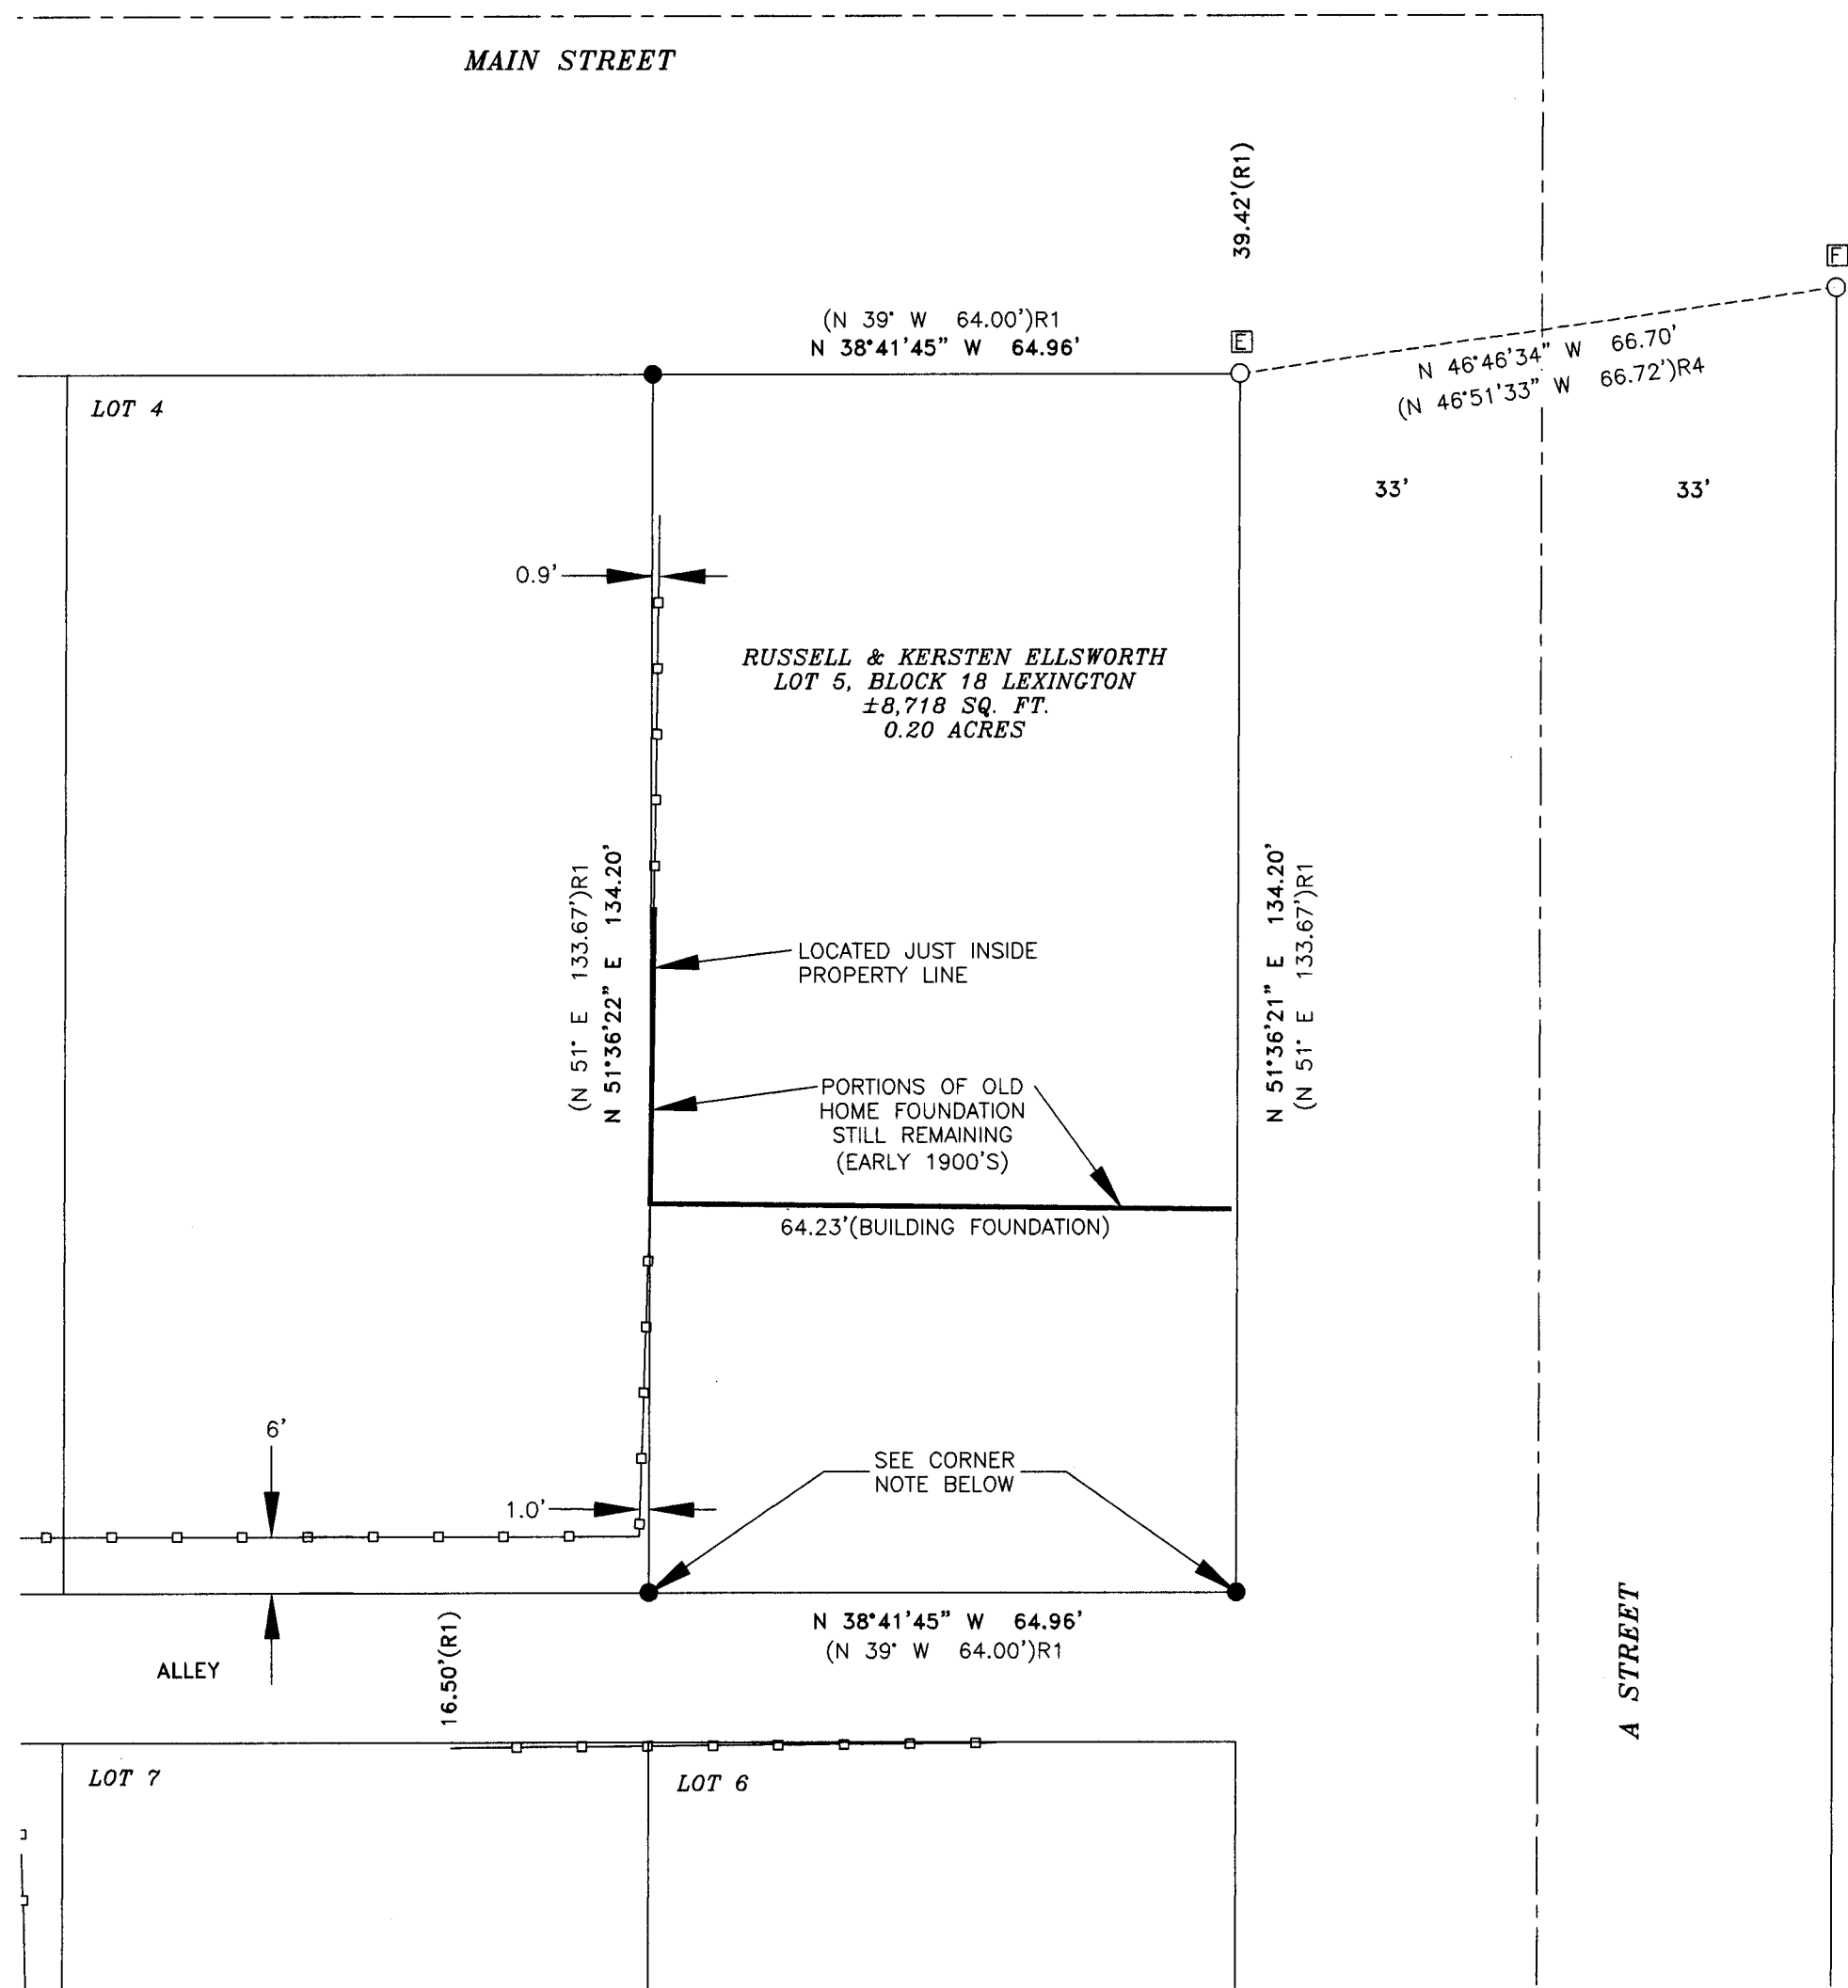 MAIN STREET
39.42'(R1)
F
(N 39° W 64.00')R1
N 38°41'45" W 64.96'
E
N 46°46'34" W 66.70'
(N 46°51'33" W 66.72')R4
LOT 4
33'
33'
0.9'
RUSSELL & KERSTEN ELLSWORTH
LOT 5, BLOCK 18 LEXINGTON
±8,718 SQ. FT.
0.20 ACRES
(N 51° E 133.67')R1
N 51°36'22" E 134.20'
LOCATED JUST INSIDE
PROPERTY LINE
N 51°36'21" E 134.20'
(N 51° E 133.67')R1
PORTIONS OF OLD
HOME FOUNDATION
STILL REMAINING
(EARLY 1900'S)
64.23'(BUILDING FOUNDATION)
6'
SEE CORNER
NOTE BELOW
1.0'
N 38°41'45" W 64.96'
(N 39° W 64.00')R1
ALLEY
16.50'(R1)
A STREET
LOT 7
LOT 6